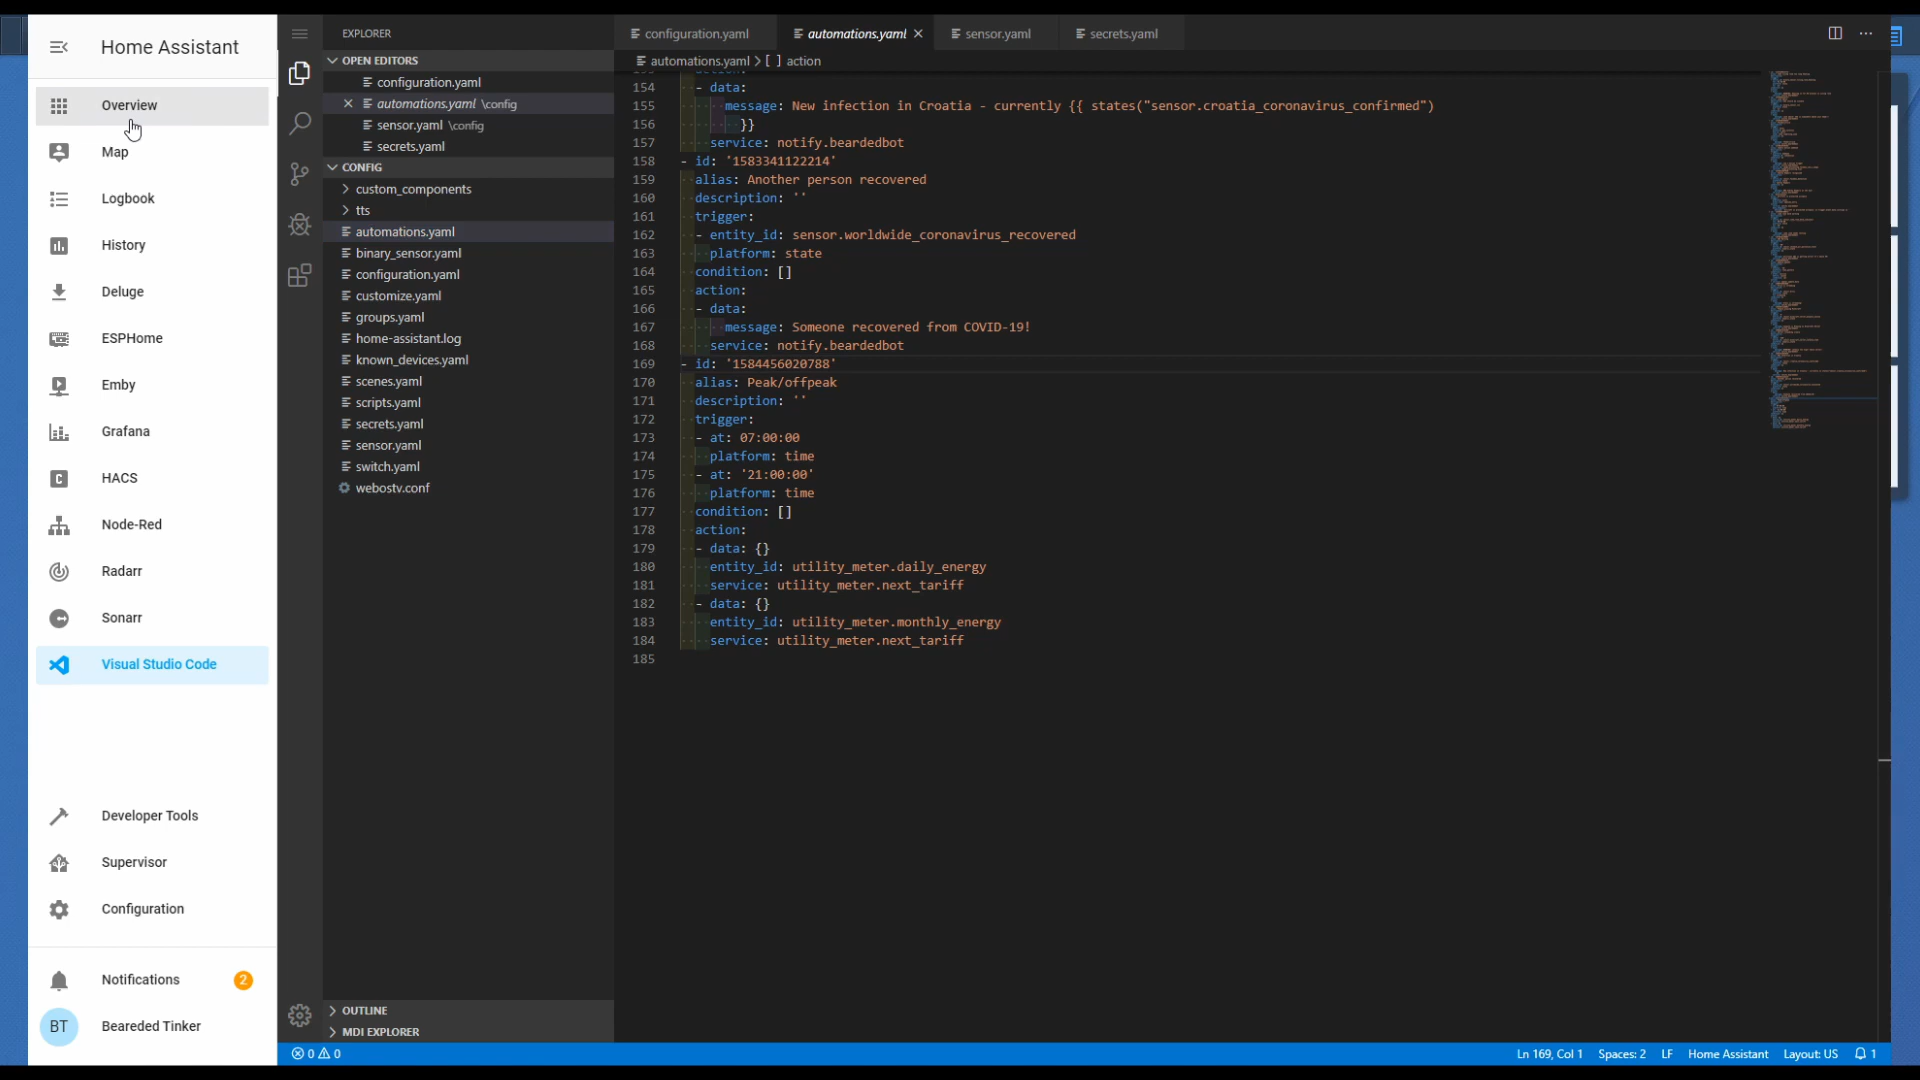 Home Assistant
Overview
Map
Logbook
History
Deluge
ESPHome
Emby
Grafana
HACS
Node-Red
Radarr
Sonarr
Visual Studio Code
Developer Tools
Supervisor
Configuration
Notifications 2
BT Bearded Tinker
EXPLORER
OPEN EDITORS
configuration.yaml
automations.yaml \config
sensor.yaml \config
secrets.yaml
CONFIG
custom_components
tts
automations.yaml
binary_sensor.yaml
configuration.yaml
customize.yaml
groups.yaml
home-assistant.log
known_devices.yaml
scenes.yaml
scripts.yaml
secrets.yaml
sensor.yaml
switch.yaml
webostv.conf
OUTLINE
MDI EXPLORER
configuration.yaml automations.yaml sensor.yaml secrets.yaml
automations.yaml > [ ] action
154 - data:
155 message: New infection in Croatia - currently {{ states("sensor.croatia_coronavirus_confirmed")
156 }}
157 service: notify.beardedbot
158 - id: '1583341122214'
159 alias: Another person recovered
160 description: ''
161 trigger:
162 - entity_id: sensor.worldwide_coronavirus_recovered
163 platform: state
164 condition: []
165 action:
166 - data:
167 message: Someone recovered from COVID-19!
168 service: notify.beardedbot
169 - id: '1584456020788'
170 alias: Peak/offpeak
171 description: ''
172 trigger:
173 - at: 07:00:00
174 platform: time
175 - at: '21:00:00'
176 platform: time
177 condition: []
178 action:
179 - data: {}
180 entity_id: utility_meter.daily_energy
181 service: utility_meter.next_tariff
182 - data: {}
183 entity_id: utility_meter.monthly_energy
184 service: utility_meter.next_tariff
185
0 0 Ln 169, Col 1 Spaces: 2 LF Home Assistant Layout: US 1